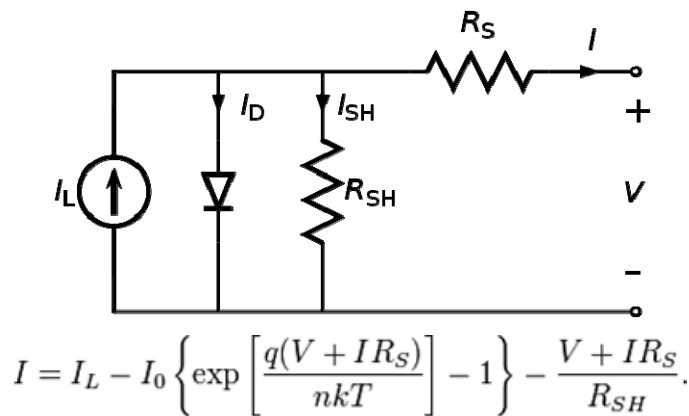 R_S I
I_D I_SH
I_L R_SH
+
V
-
I = I_L - I_0 { exp [ q(V + IR_S) / nkT ] - 1 } - (V + IR_S) / R_SH .